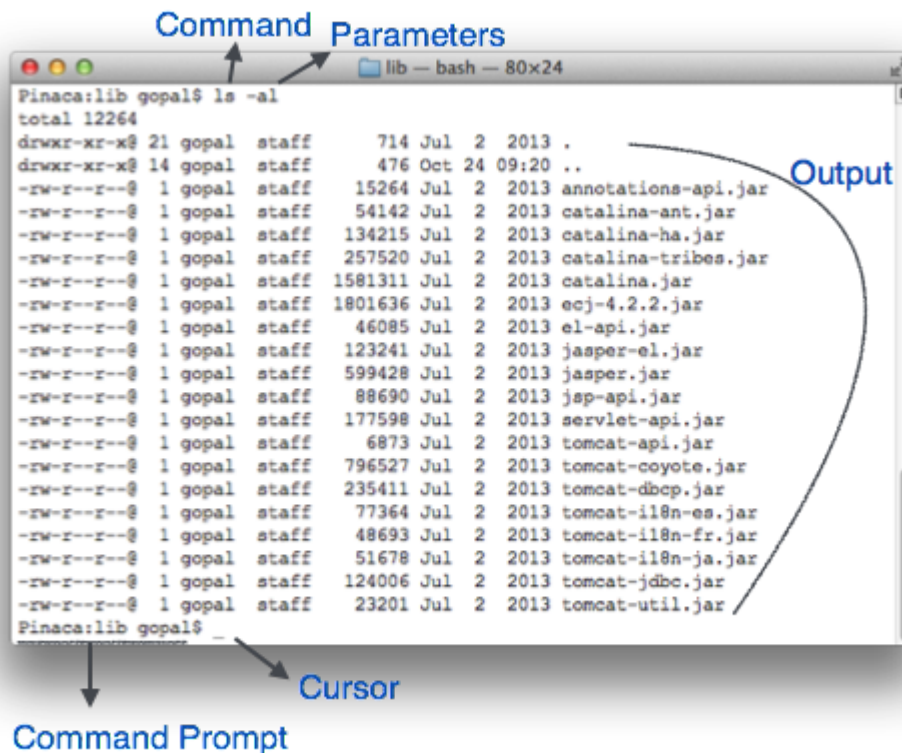 Command Parameters
lib — bash — 80×24
Pinaca:lib gopal$ ls -al
total 12264
drwxr-xr-x@ 21 gopal staff 714 Jul 2 2013 .
drwxr-xr-x@ 14 gopal staff 476 Oct 24 09:20 ..
Output
-rw-r--r--@ 1 gopal staff 15264 Jul 2 2013 annotations-api.jar
-rw-r--r--@ 1 gopal staff 54142 Jul 2 2013 catalina-ant.jar
-rw-r--r--@ 1 gopal staff 134215 Jul 2 2013 catalina-ha.jar
-rw-r--r--@ 1 gopal staff 257520 Jul 2 2013 catalina-tribes.jar
-rw-r--r--@ 1 gopal staff 1581311 Jul 2 2013 catalina.jar
-rw-r--r--@ 1 gopal staff 1801636 Jul 2 2013 ecj-4.2.2.jar
-rw-r--r--@ 1 gopal staff 46085 Jul 2 2013 el-api.jar
-rw-r--r--@ 1 gopal staff 123241 Jul 2 2013 jasper-el.jar
-rw-r--r--@ 1 gopal staff 599428 Jul 2 2013 jasper.jar
-rw-r--r--@ 1 gopal staff 88690 Jul 2 2013 jsp-api.jar
-rw-r--r--@ 1 gopal staff 177598 Jul 2 2013 servlet-api.jar
-rw-r--r--@ 1 gopal staff 6873 Jul 2 2013 tomcat-api.jar
-rw-r--r--@ 1 gopal staff 796527 Jul 2 2013 tomcat-coyote.jar
-rw-r--r--@ 1 gopal staff 235411 Jul 2 2013 tomcat-dbcp.jar
-rw-r--r--@ 1 gopal staff 77364 Jul 2 2013 tomcat-i18n-es.jar
-rw-r--r--@ 1 gopal staff 48693 Jul 2 2013 tomcat-i18n-fr.jar
-rw-r--r--@ 1 gopal staff 51678 Jul 2 2013 tomcat-i18n-ja.jar
-rw-r--r--@ 1 gopal staff 124006 Jul 2 2013 tomcat-jdbc.jar
-rw-r--r--@ 1 gopal staff 23201 Jul 2 2013 tomcat-util.jar
Pinaca:lib gopal$ _
Cursor
Command Prompt